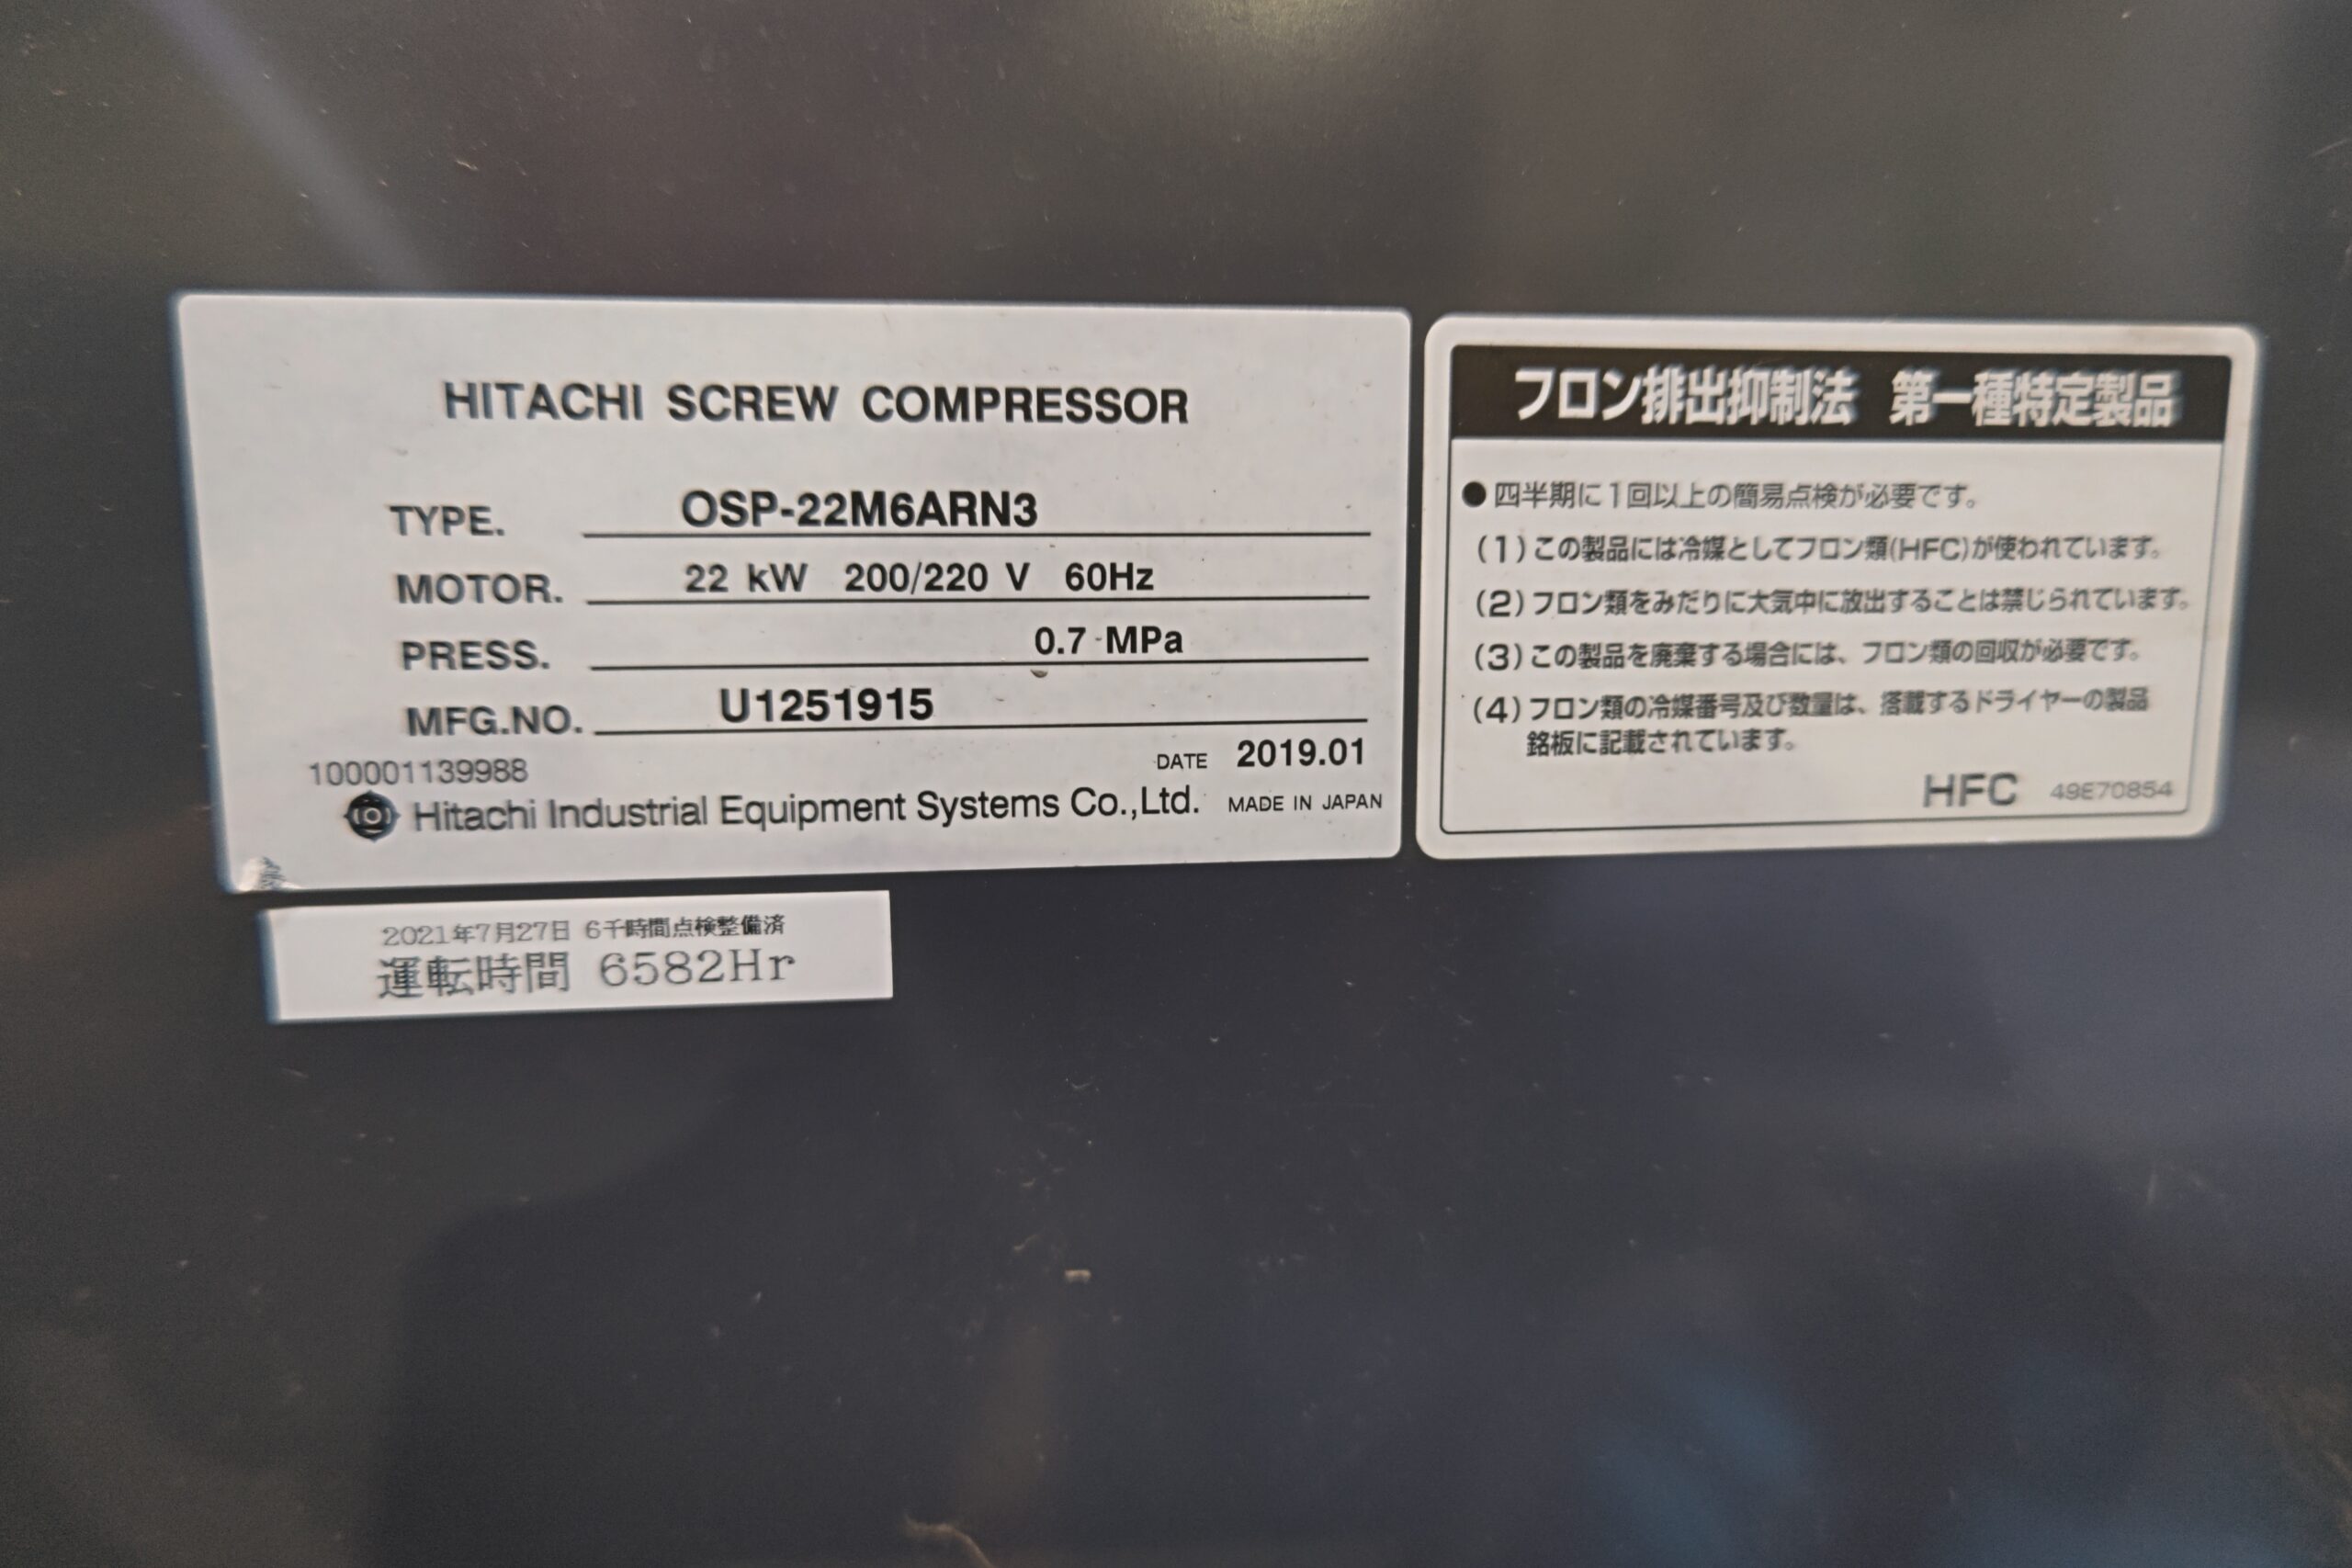 HITACHI SCREW COMPRESSOR
TYPE. OSP-22M6ARN3
MOTOR. 22 kW 200/220 V 60Hz
PRESS. 0.7 MPa
MFG.NO. U1251915
100001139988 DATE 2019.01
Hitachi Industrial Equipment Systems Co.,Ltd. MADE IN JAPAN
2021年7月27日 6千時間点検整備済
運転時間 6582Hr
フロン排出抑制法 第一種特定製品
●四半期に1回以上の簡易点検が必要です。
(1)この製品には冷媒としてフロン類(HFC)が使われています。
(2)フロン類をみだりに大気中に放出することは禁じられています。
(3)この製品を廃棄する場合には、フロン類の回収が必要です。
(4)フロン類の冷媒番号及び数量は、搭載するドライヤーの製品
銘板に記載されています。
HFC 49E70854